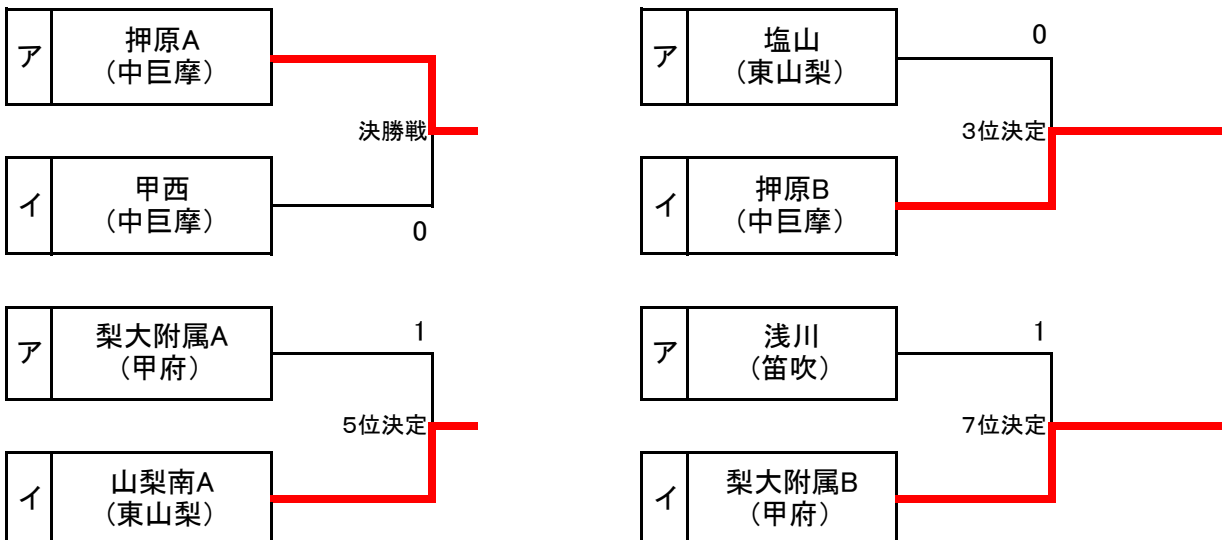 ア
押原A
(中巨摩)
決勝戦
イ
甲西
(中巨摩)
0
ア
塩山
(東山梨)
0
3位決定
イ
押原B
(中巨摩)
ア
梨大附属A
(甲府)
1
5位決定
イ
山梨南A
(東山梨)
ア
浅川
(笛吹)
1
7位決定
イ
梨大附属B
(甲府)